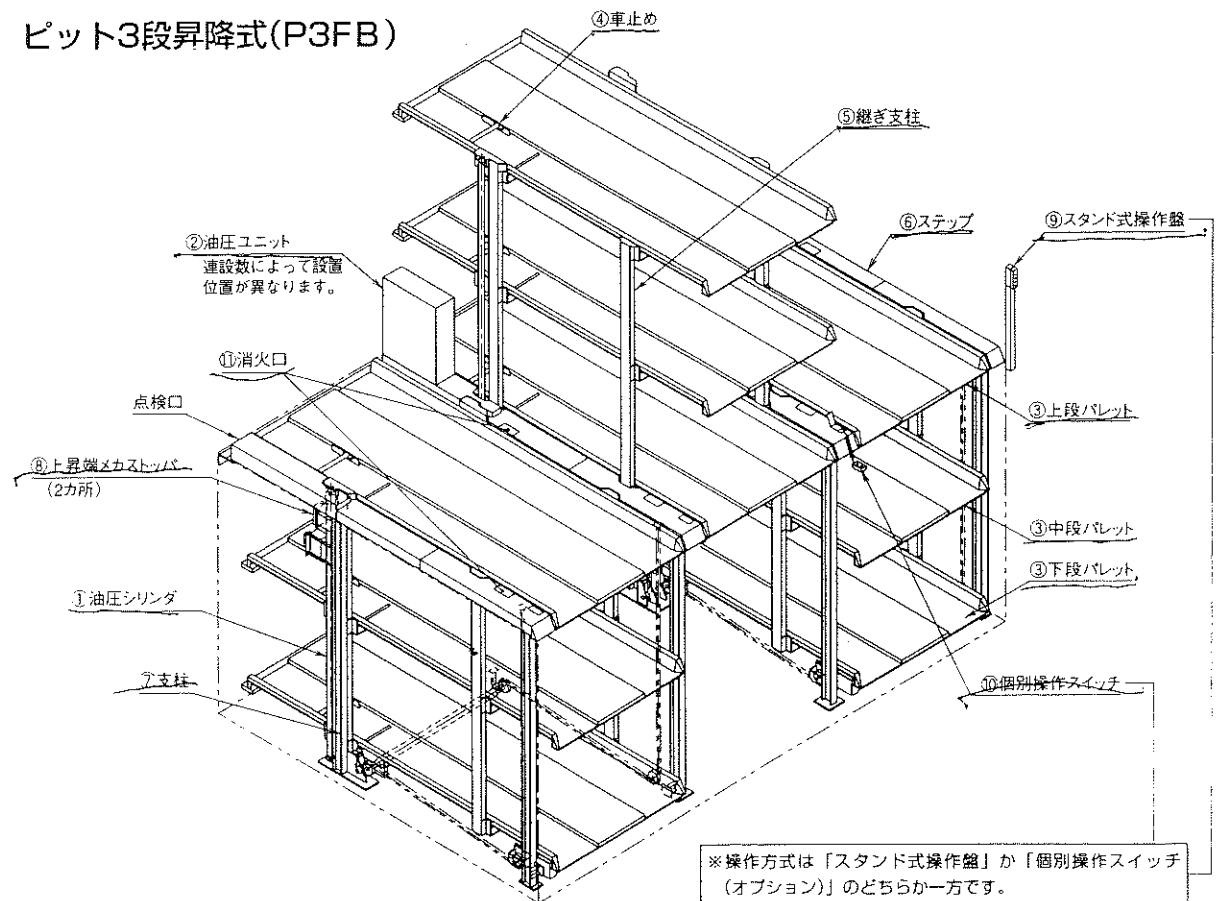 ピット3段昇降式(P3FB)
④車止め
⑤継ぎ支柱
⑥ステップ
⑨スタンド式操作盤
②油圧ユニット
連設数によって設置
位置が異なります。
⑪消火口
点検口
⑧上昇端メカストッパー
(2カ所)
①油圧シリンダ
⑦支柱
③上段パレット
③中段パレット
③下段パレット
⑩個別操作スイッチ
※操作方式は「スタンド式操作盤」か「個別操作スイッチ
(オプション)」のどちらか一方です。